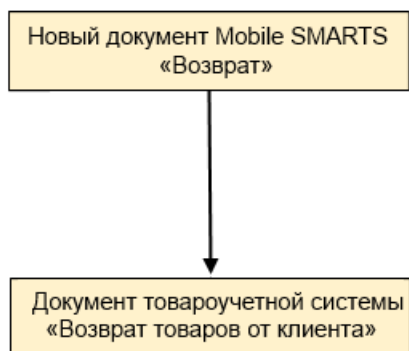 Новый документ Mobile SMARTS
«Возврат»
Документ товароучетной системы
«Возврат товаров от клиента»